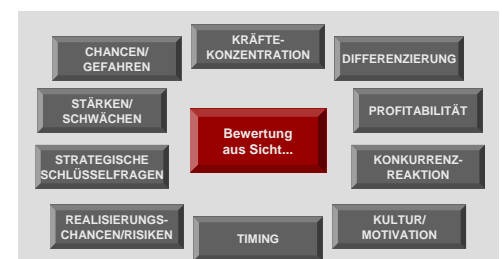 KRÄFTE-
KONZENTRATION
CHANCEN/
GEFAHREN
DIFFERENZIERUNG
STÄRKEN/
SCHWÄCHEN
PROFITABILITÄT
Bewertung
aus Sicht...
STRATEGISCHE
SCHLÜSSELFRAGEN
KONKURRENZ-
REAKTION
REALISIERUNGS-
CHANCEN/RISIKEN
TIMING
KULTUR/
MOTIVATION